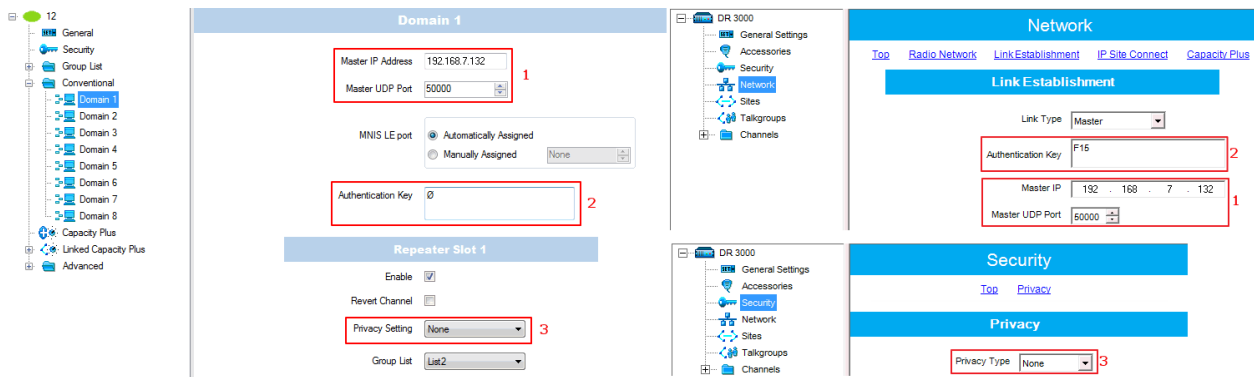 12
General
Security
Group List
Conventional
Domain 1
Domain 2
Domain 3
Domain 4
Domain 5
Domain 6
Domain 7
Domain 8
Capacity Plus
Linked Capacity Plus
Advanced
Domain 1
Master IP Address 192.168.7.132
1
Master UDP Port 50000
MNIS LE port Automatically Assigned
Manually Assigned None
Authentication Key Ø
2
Repeater Slot 1
Enable
Revert Channel
Privacy Setting None 3
Group List List2
DR 3000
General Settings
Accessories
Security
Network
Sites
Talkgroups
Channels
Network
Top Radio Network Link Establishment IP Site Connect Capacity Plus
Link Establishment
Link Type Master
Authentication Key F15 2
Master IP 192 . 168 . 7 . 132
1
Master UDP Port 50000
DR 3000
General Settings
Accessories
Security
Network
Sites
Talkgroups
Channels
Security
Top Privacy
Privacy
Privacy Type None 3